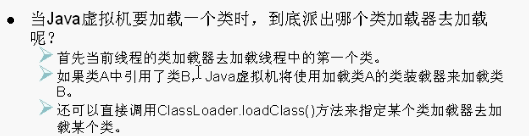 当Java虚拟机要加载一个类时，到底派出哪个类加载器去加载
呢？
首先当前线程的类加载器去加载线程中的第一个类。
如果类A中引用了类B，Java虚拟机将使用加载类A的类装载器来加载类
B。
还可以直接调用ClassLoader.loadClass()方法来指定某个类加载器去加
载某个类。